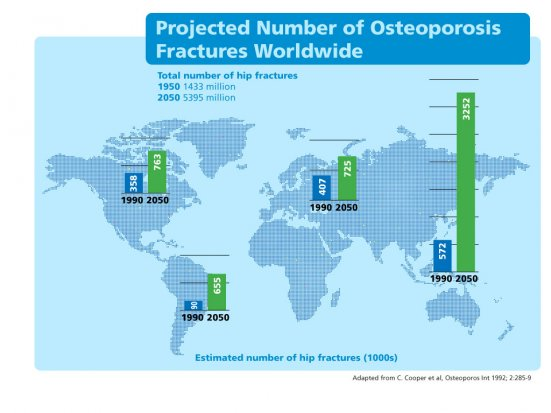 Projected Number of Osteoporosis
Fractures Worldwide
Total number of hip fractures
1950 1433 million
2050 5395 million
3252
763
725
358
407
1990 2050
1990 2050
572
655
1990 2050
90
1990 2050
Estimated number of hip fractures (1000s)
Adapted from C. Cooper et al, Osteoporos Int 1992; 2:285-9